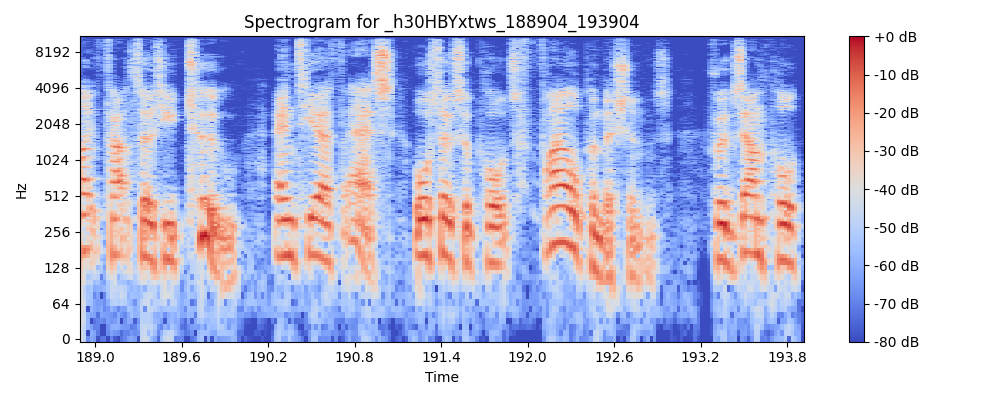 Spectrogram for _h30HBYxtws_188904_193904
Hz
8192
4096
2048
1024
512
256
128
64
0
189.0 189.6 190.2 190.8 191.4 192.0 192.6 193.2 193.8
Time
+0 dB
-10 dB
-20 dB
-30 dB
-40 dB
-50 dB
-60 dB
-70 dB
-80 dB